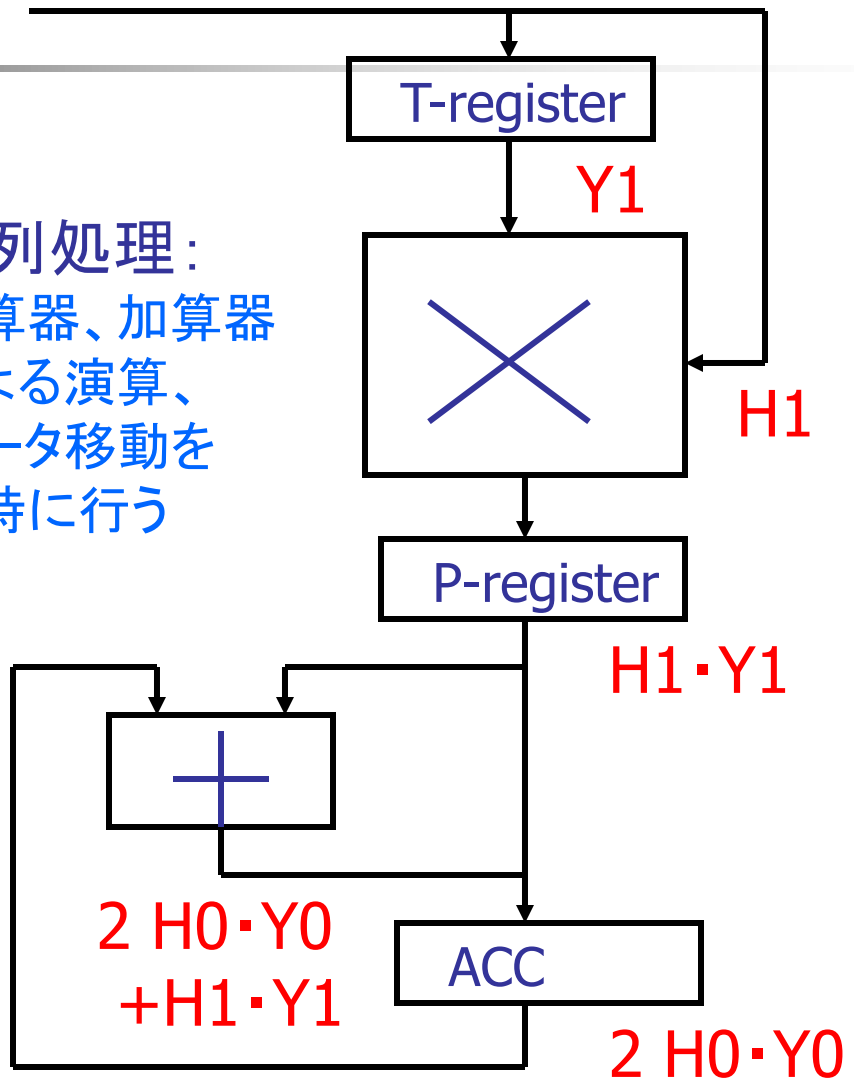 T-register
Y1
列処理：
算器、加算器
よる演算、
ータ移動を
時に行う
H1
P-register
H1・Y1
2 H0・Y0
+H1・Y1
ACC
2 H0・Y0